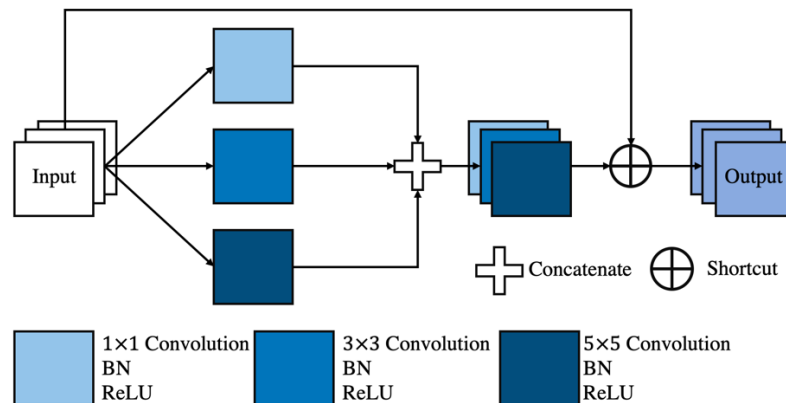 Input
Output
Concatenate
Shortcut
1×1 Convolution
BN
ReLU
3×3 Convolution
BN
ReLU
5×5 Convolution
BN
ReLU